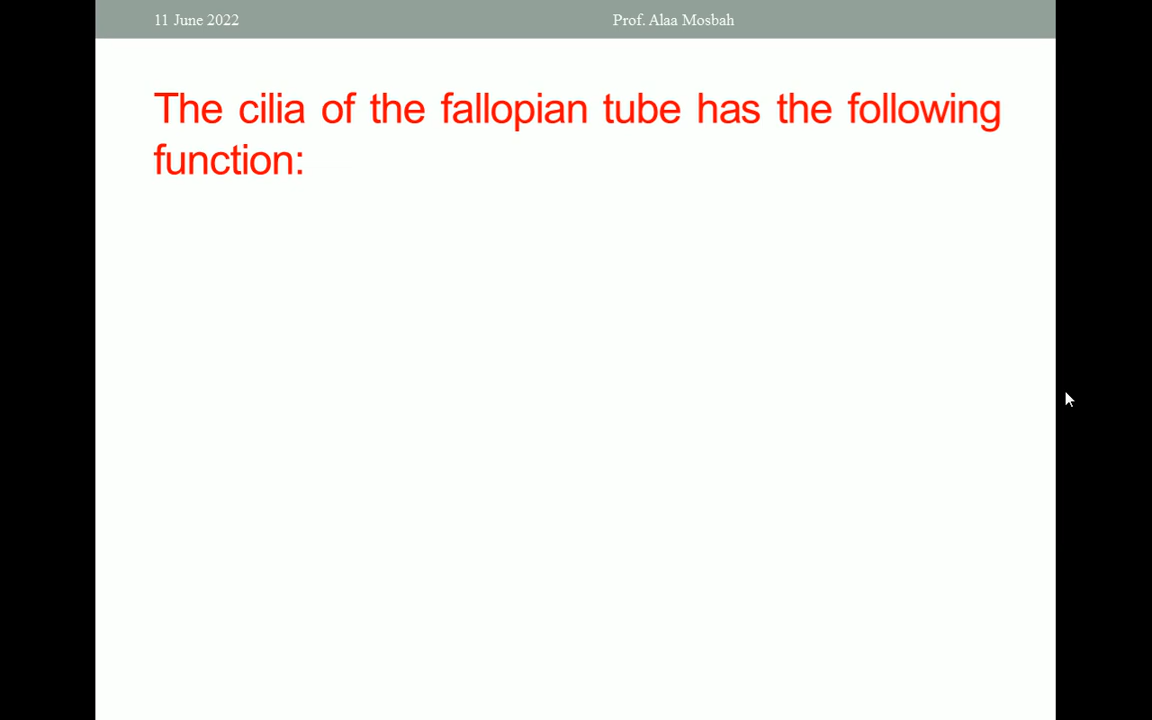 11 June 2022
Prof. Alaa Mosbah
The cilia of the fallopian tube has the following
function: